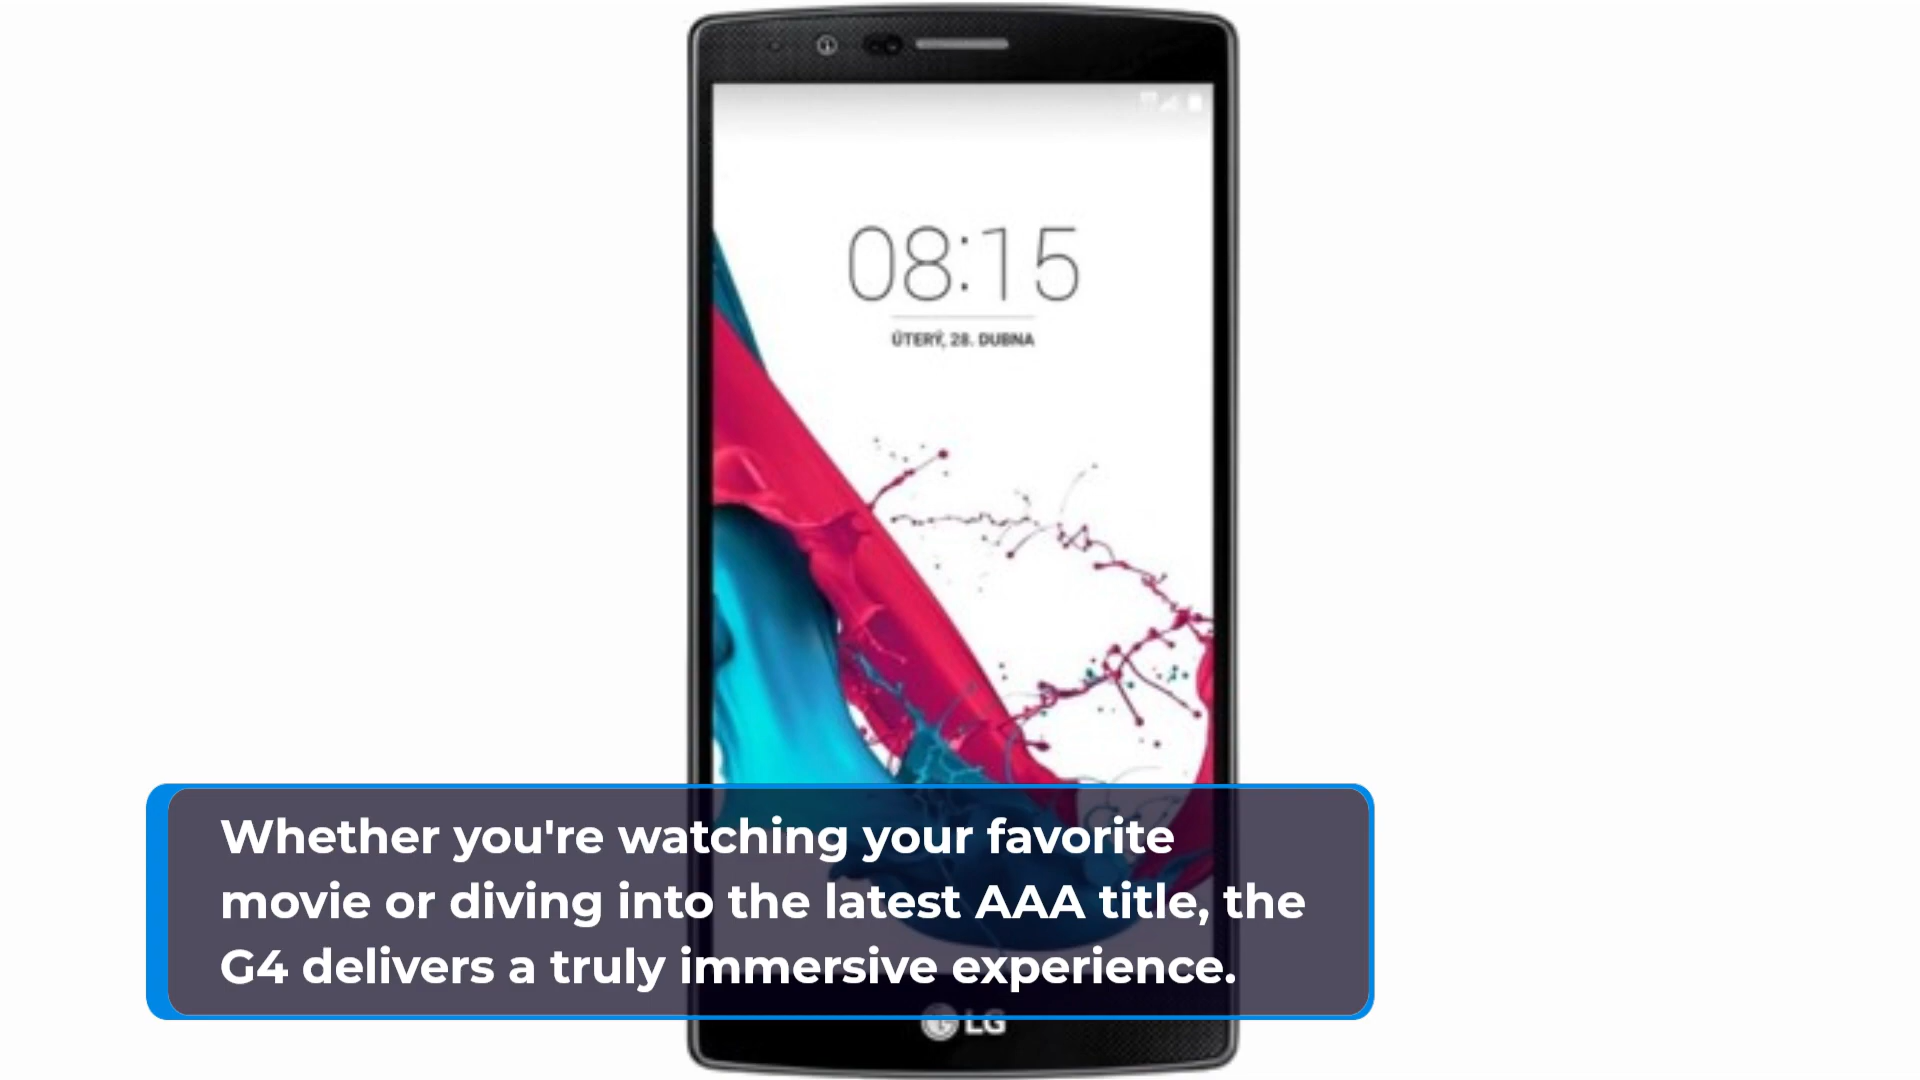 08:15
ÚTERÝ, 28. DUBNA
Whether you're watching your favorite
movie or diving into the latest AAA title, the
G4 delivers a truly immersive experience.
LG